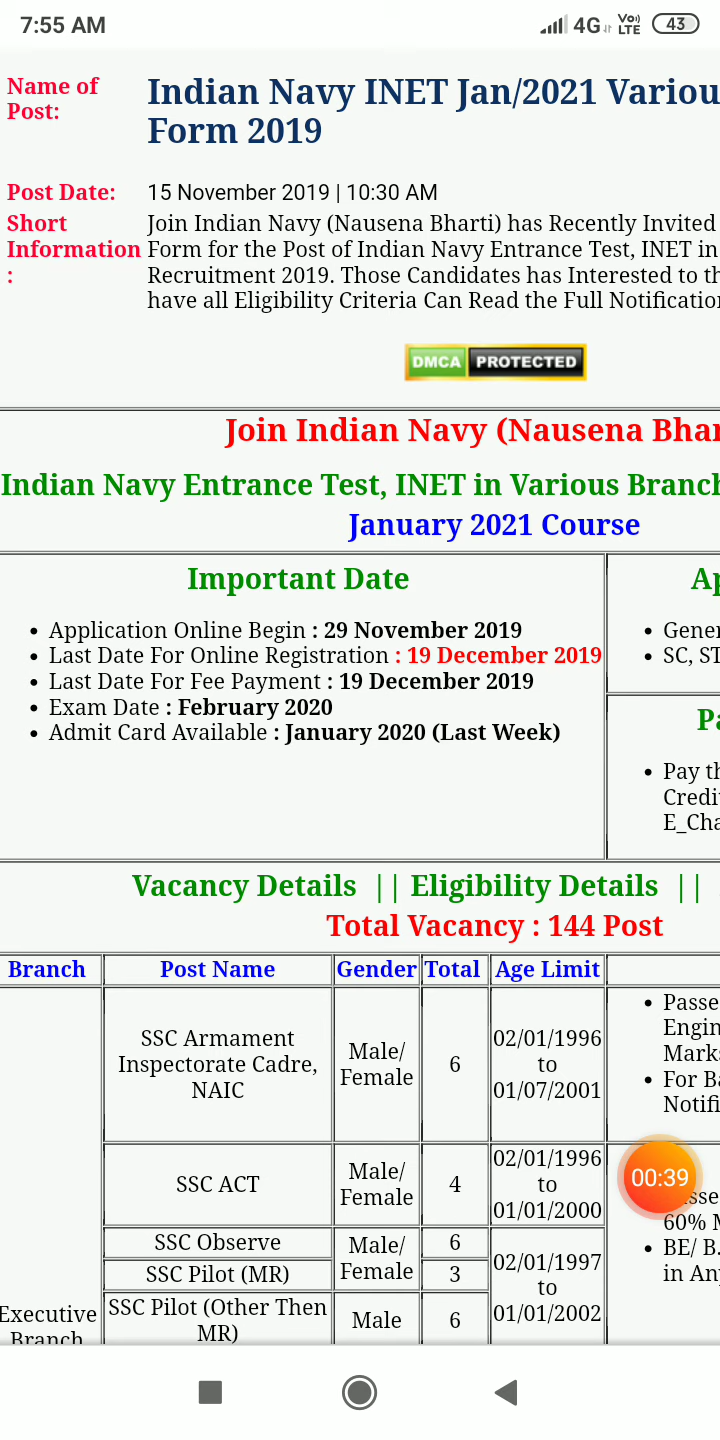 7:55 AM
4G
Vo))
LTE
43
Name of
Post:
Indian Navy INET Jan/2021 Variou
Form 2019
Post Date:
15 November 2019 | 10:30 AM
Short
Information
:
Join Indian Navy (Nausena Bharti) has Recently Invited
Form for the Post of Indian Navy Entrance Test, INET in
Recruitment 2019. Those Candidates has Interested to th
have all Eligibility Criteria Can Read the Full Notification
DMCA PROTECTED
Join Indian Navy (Nausena Bhar
Indian Navy Entrance Test, INET in Various Branch
January 2021 Course
Important Date
• Application Online Begin : 29 November 2019
• Last Date For Online Registration : 19 December 2019
• Last Date For Fee Payment : 19 December 2019
• Exam Date : February 2020
• Admit Card Available : January 2020 (Last Week)
Ap
• Gener
• SC, ST
Pa
• Pay th
Credit
E_Cha
Vacancy Details || Eligibility Details ||
Total Vacancy : 144 Post
Branch
Post Name
Gender
Total
Age Limit
Executive
Branch
SSC Armament
Inspectorate Cadre,
NAIC
Male/
Female
6
02/01/1996
to
01/07/2001
• Passe
Engin
Marks
• For Ba
Notifi
SSC ACT
Male/
Female
4
02/01/1996
to
01/01/2000
00:39
60% M
• BE/ B.
in Any
SSC Observe
6
Male/
Female
02/01/1997
to
01/01/2002
SSC Pilot (MR)
3
SSC Pilot (Other Then
MR)
Male
6